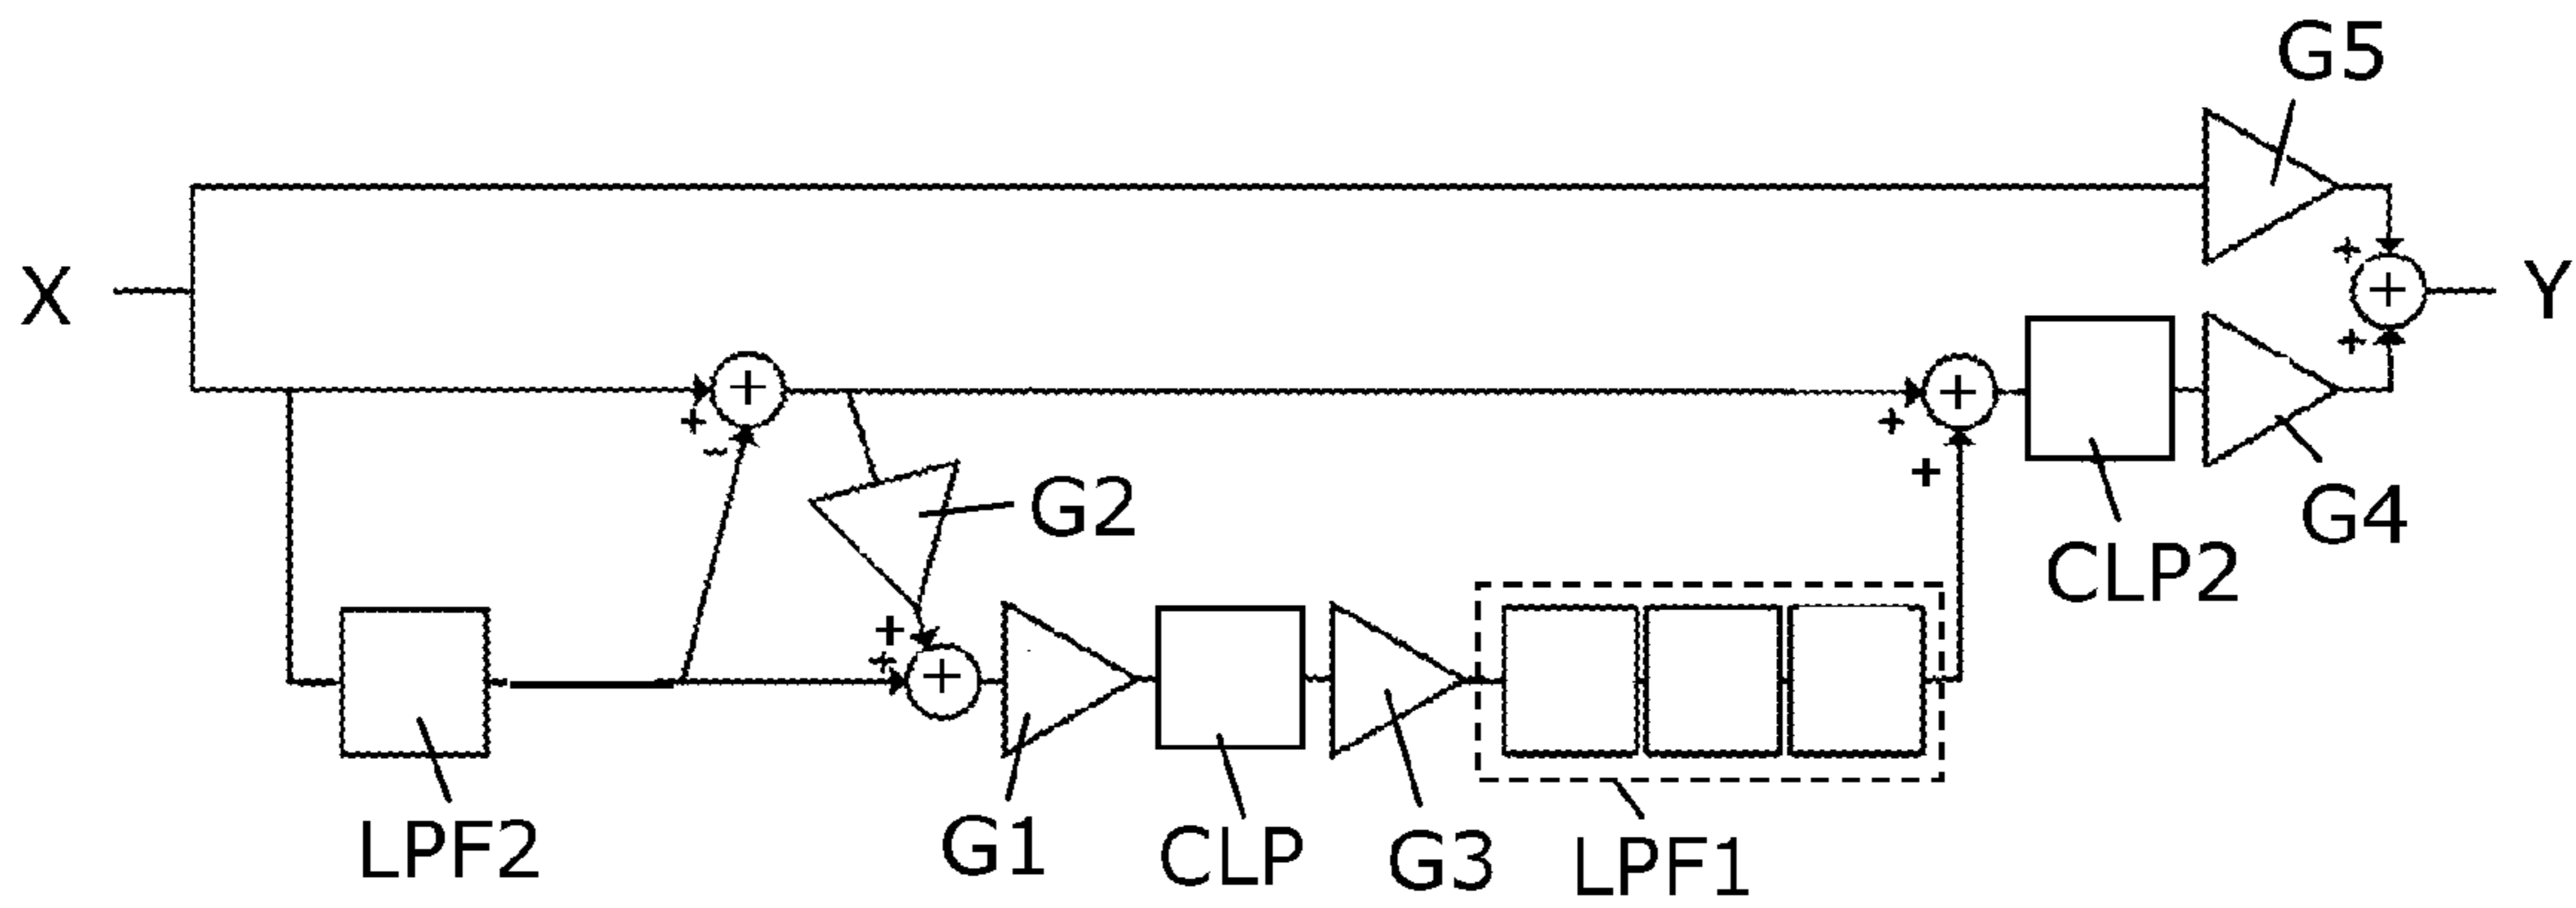 G5
X
+
+
Y
+
+
+
+
-
+
+
G2
G4
CLP2
+
+
+
LPF2
G1
CLP
G3
LPF1